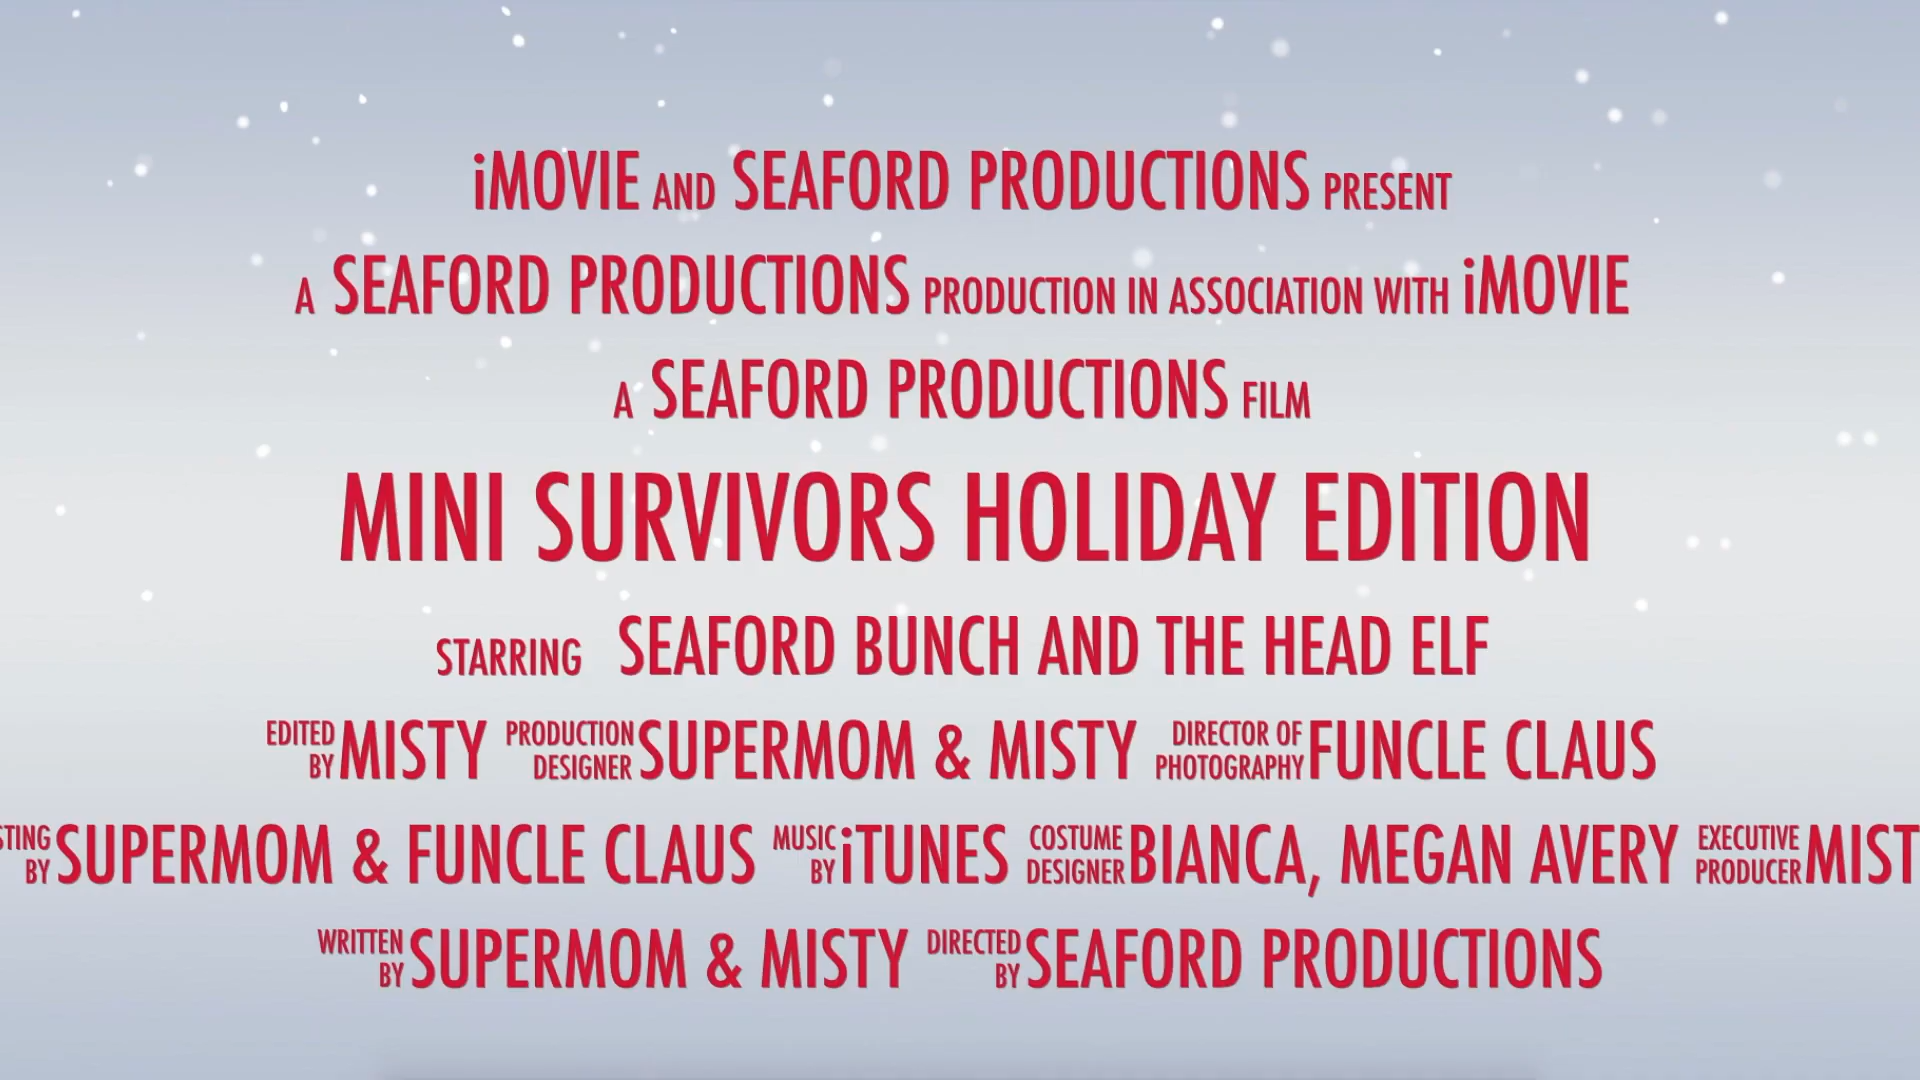 iMOVIE AND SEAFORD PRODUCTIONS PRESENT
A SEAFORD PRODUCTIONS PRODUCTION IN ASSOCIATION WITH iMOVIE
A SEAFORD PRODUCTIONS FILM
MINI SURVIVORS HOLIDAY EDITION
STARRING SEAFORD BUNCH AND THE HEAD ELF
EDITED BY MISTY PRODUCTION DESIGNER SUPERMOM & MISTY DIRECTOR OF PHOTOGRAPHY FUNCLE CLAUS
STING BY SUPERMOM & FUNCLE CLAUS MUSIC BY iTUNES COSTUME DESIGNER BIANCA, MEGAN AVERY EXECUTIVE PRODUCER MIST
WRITTEN BY SUPERMOM & MISTY DIRECTED BY SEAFORD PRODUCTIONS